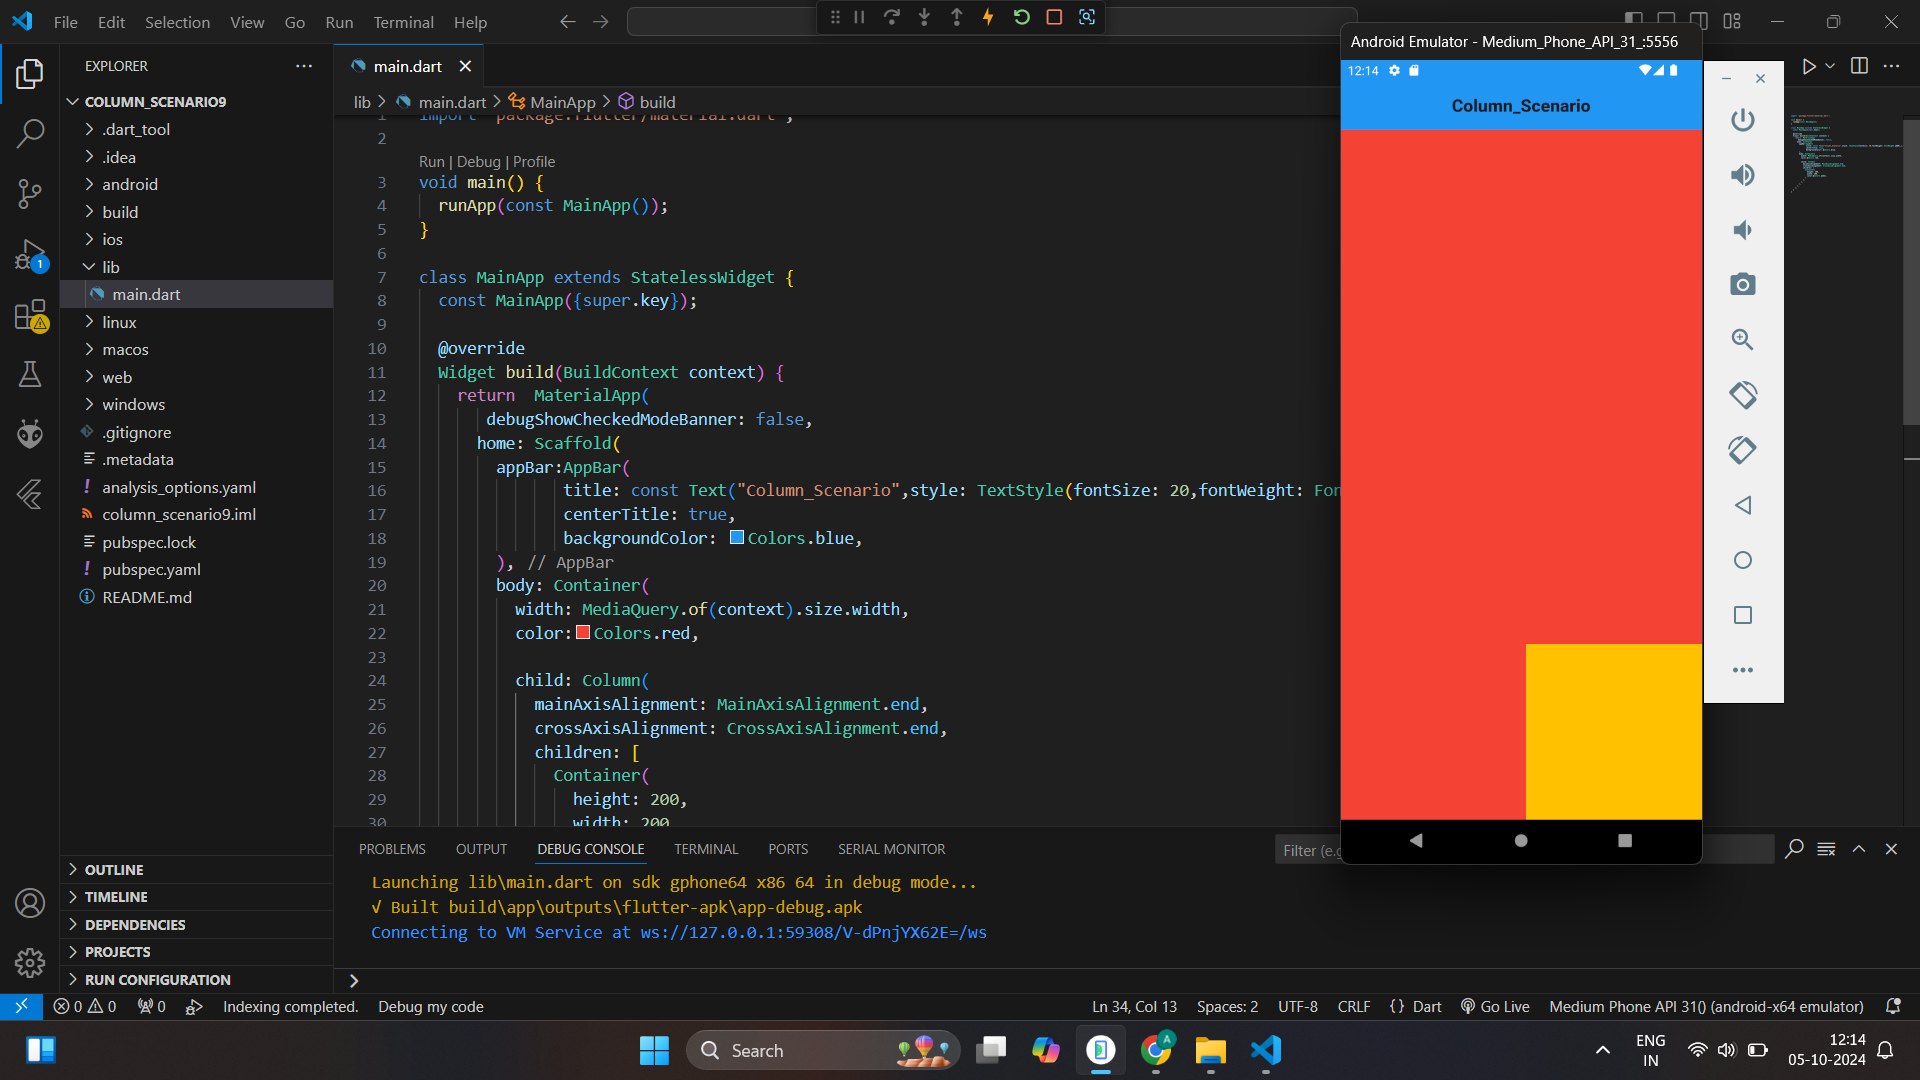 File Edit Selection View Go Run Terminal Help
EXPLORER
COLUMN_SCENARIO9
.dart_tool
.idea
android
build
ios
lib
main.dart
linux
macos
web
windows
.gitignore
.metadata
analysis_options.yaml
column_scenario9.iml
pubspec.lock
pubspec.yaml
README.md
OUTLINE
TIMELINE
DEPENDENCIES
PROJECTS
RUN CONFIGURATION
1
main.dart
lib > main.dart > MainApp > build
1 import 'package:flutter/material.dart';
2
Run | Debug | Profile
3 void main() {
4 runApp(const MainApp());
5 }
6
7 class MainApp extends StatelessWidget {
8 const MainApp({super.key});
9
10 @override
11 Widget build(BuildContext context) {
12 return MaterialApp(
13 debugShowCheckedModeBanner: false,
14 home: Scaffold(
15 appBar:AppBar(
16 title: const Text("Column_Scenario",style: TextStyle(fontSize: 20,fontWeight: Fon
17 centerTitle: true,
18 backgroundColor: Colors.blue,
19 ), // AppBar
20 body: Container(
21 width: MediaQuery.of(context).size.width,
22 color: Colors.red,
23
24 child: Column(
25 mainAxisAlignment: MainAxisAlignment.end,
26 crossAxisAlignment: CrossAxisAlignment.end,
27 children: [
28 Container(
29 height: 200,
30 width: 200
Android Emulator - Medium_Phone_API_31_:5556
12:14
Column_Scenario
PROBLEMS OUTPUT DEBUG CONSOLE TERMINAL PORTS SERIAL MONITOR
Filter (e.g
Launching lib\main.dart on sdk gphone64 x86 64 in debug mode...
√ Built build\app\outputs\flutter-apk\app-debug.apk
Connecting to VM Service at ws://127.0.0.1:59308/V-dPnjYX62E=/ws
0 0 0 Indexing completed. Debug my code
Ln 34, Col 13 Spaces: 2 UTF-8 CRLF {} Dart Go Live Medium Phone API 31() (android-x64 emulator)
Search
A
ENG
IN
12:14
05-10-2024